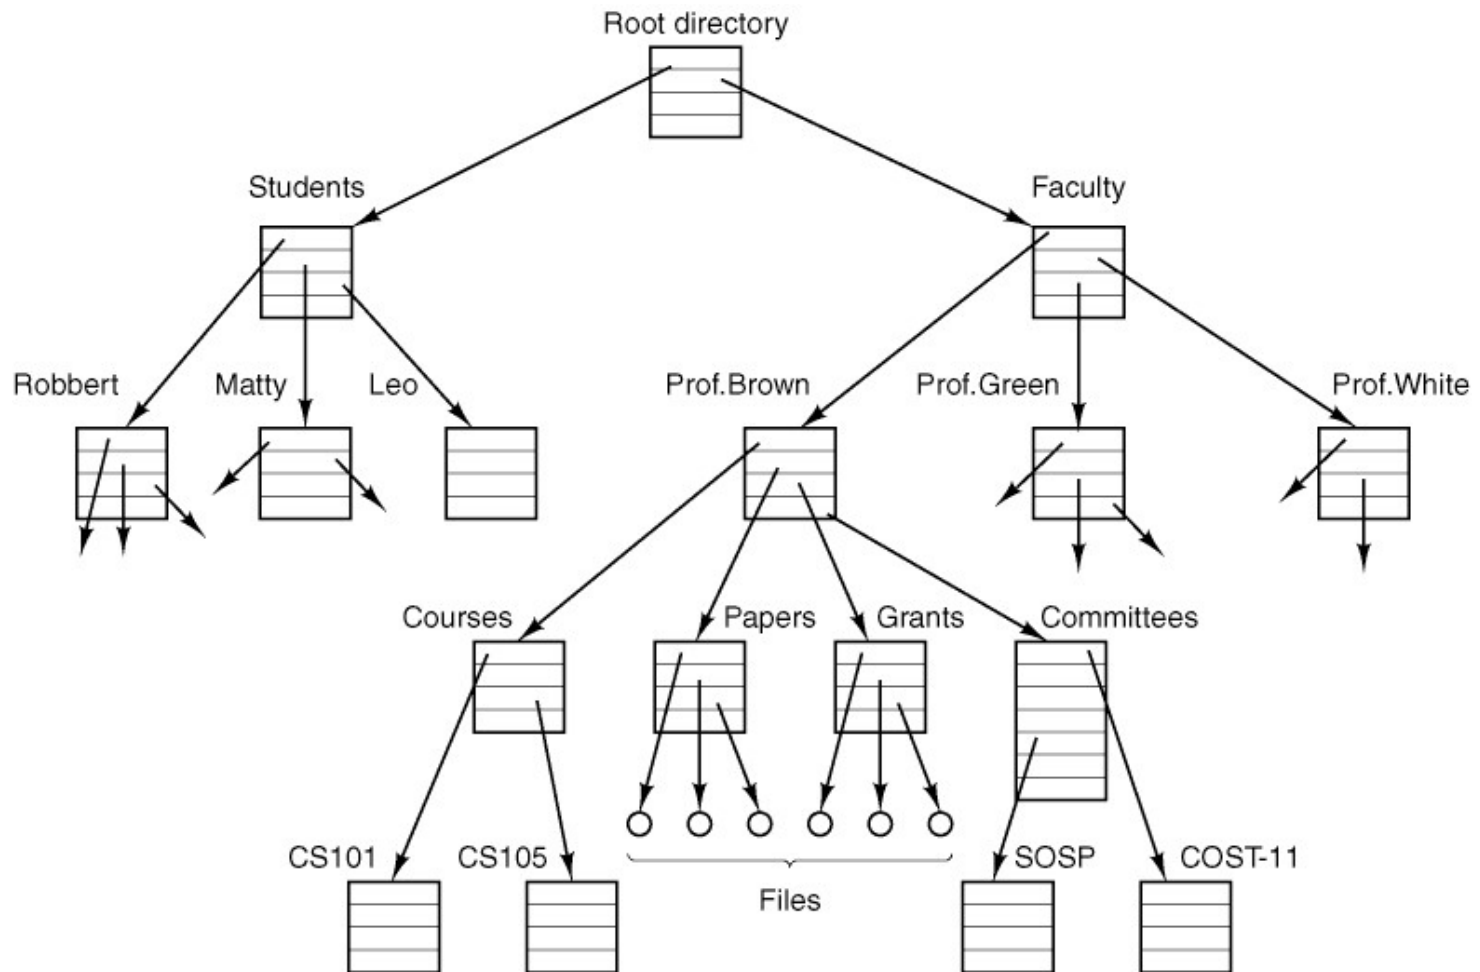 Root directory
Students
Faculty
Robbert
Matty
Leo
Prof.Brown
Prof.Green
Prof.White
Courses
Papers
Grants
Committees
CS101
CS105
SOSP
COST-11
Files